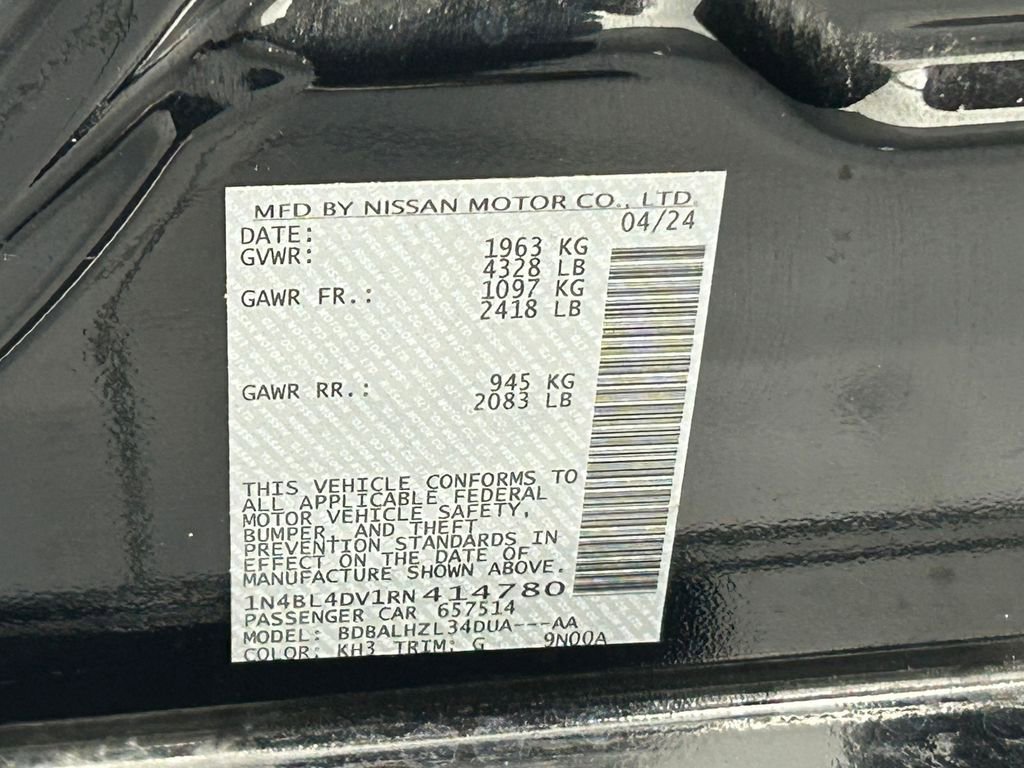 MFD BY NISSAN MOTOR CO., LTD.
DATE: 04/24
GVWR: 1963 KG
4328 LB
GAWR FR.: 1097 KG
2418 LB
GAWR RR.: 945 KG
2083 LB
THIS VEHICLE CONFORMS TO
ALL APPLICABLE FEDERAL
MOTOR VEHICLE SAFETY,
BUMPER, AND THEFT
PREVENTION STANDARDS IN
EFFECT ON THE DATE OF
MANUFACTURE SHOWN ABOVE.
1N4BL4DV1RN414780
PASSENGER CAR 657514
MODEL: BDBALHZL34DUA---AA
COLOR: KH3 TRIM: G 9N00A